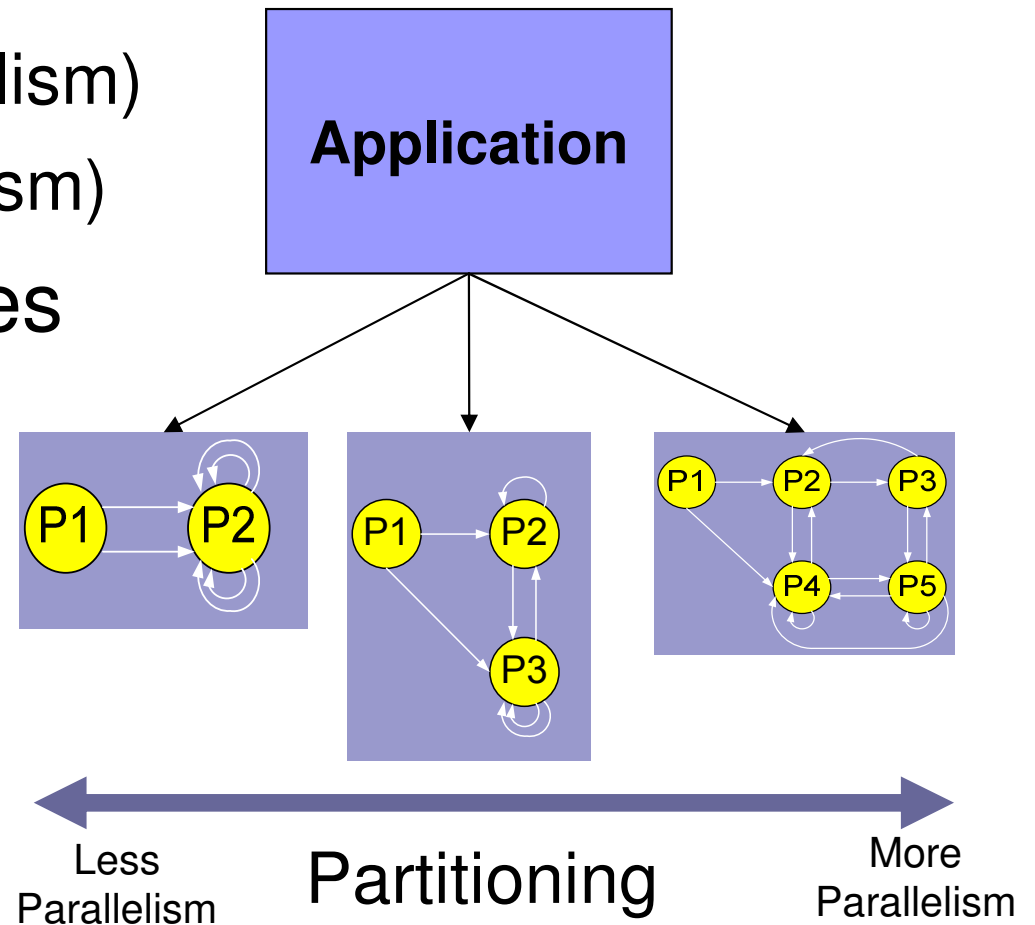 lism)
sm)
es
Application
P1 P2
P1 P2
P3
P1 P2 P3
P4 P5
Less
Parallelism
Partitioning
More
Parallelism